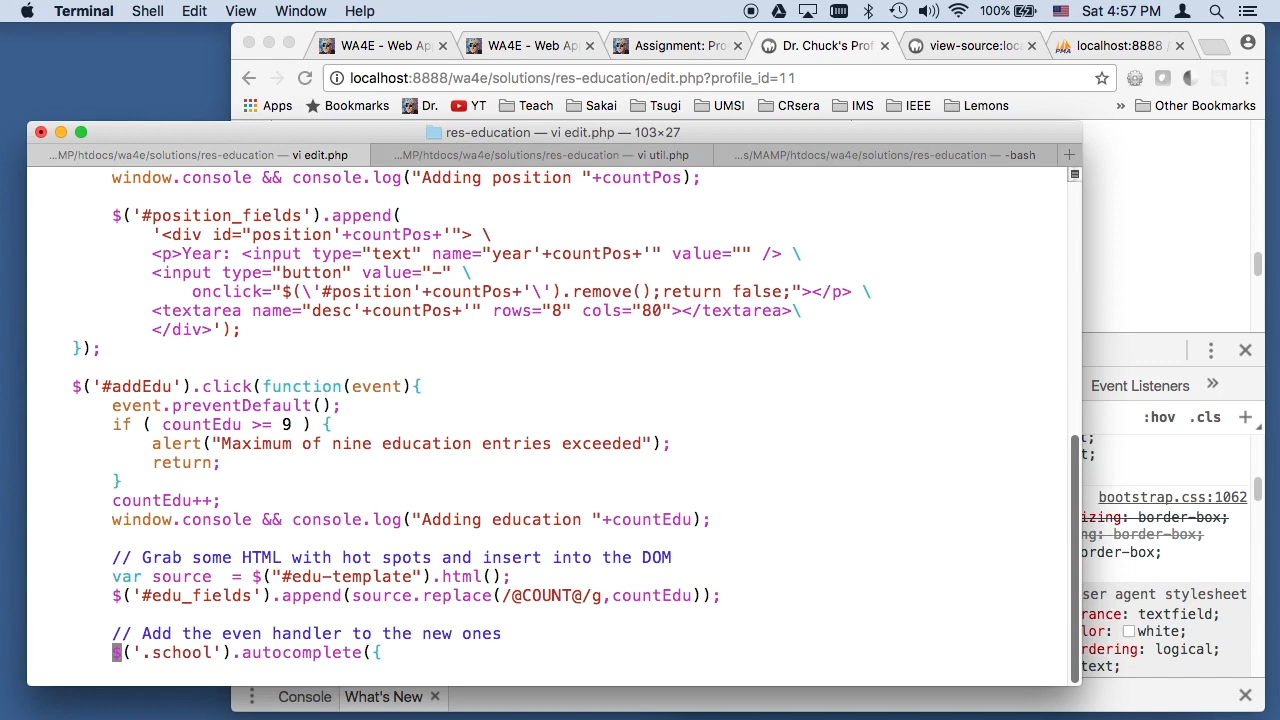 Terminal Shell Edit View Window Help 100% Sat 4:57 PM
WA4E - Web Ap WA4E - Web Ap Assignment: Pro Dr. Chuck's Prof view-source:loc localhost:8888
localhost:8888/wa4e/solutions/res-education/edit.php?profile_id=11
Apps Bookmarks Dr. YT Teach Sakai Tsugi UMSI CRsera IMS IEEE Lemons » Other Bookmarks
res-education — vi edit.php — 103×27
...MP/htdocs/wa4e/solutions/res-education — vi edit.php ...MP/htdocs/wa4e/solutions/res-education — vi util.php ...s/MAMP/htdocs/wa4e/solutions/res-education — -bash +
window.console && console.log("Adding position "+countPos);
$('#position_fields').append(
'<div id="position'+countPos+'"> \
<p>Year: <input type="text" name="year'+countPos+'" value="" /> \
<input type="button" value="-" \
onclick="$(\'#position'+countPos+'\').remove();return false;"></p> \
<textarea name="desc'+countPos+'" rows="8" cols="80"></textarea>\
</div>');
});
$('#addEdu').click(function(event){
event.preventDefault();
if ( countEdu >= 9 ) {
alert("Maximum of nine education entries exceeded");
return;
}
countEdu++;
window.console && console.log("Adding education "+countEdu);
// Grab some HTML with hot spots and insert into the DOM
var source  = $("#edu-template").html();
$('#edu_fields').append(source.replace(/@COUNT@/g,countEdu));
// Add the even handler to the new ones
$('.school').autocomplete({
Event Listeners »
:hov .cls +
t;
t;
bootstrap.css:1062
izing: border-box;
ng: border-box;
order-box;
ser agent stylesheet
rance: textfield;
lor: white;
rdering: logical;
text;
Console What's New